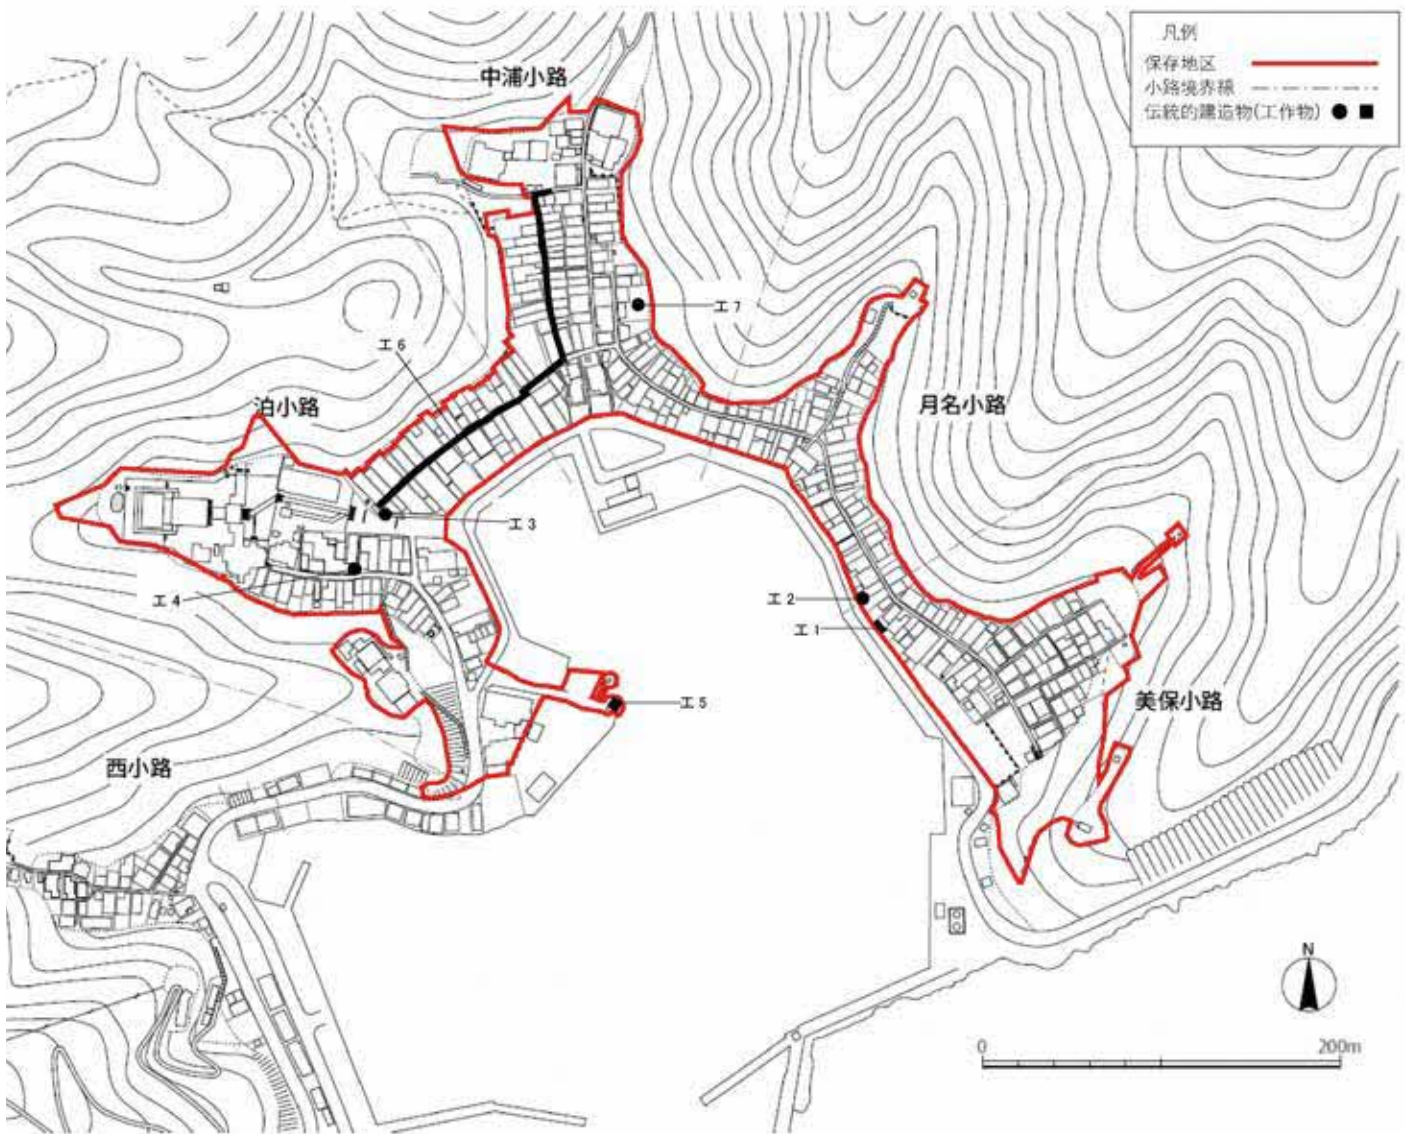 凡例
保存地区
小路境界線
伝統的建造物(工作物)
中浦小路
工7
工6
泊小路
月名小路
工3
工4
工2
工1
工5
美保小路
西小路
N
0
200m